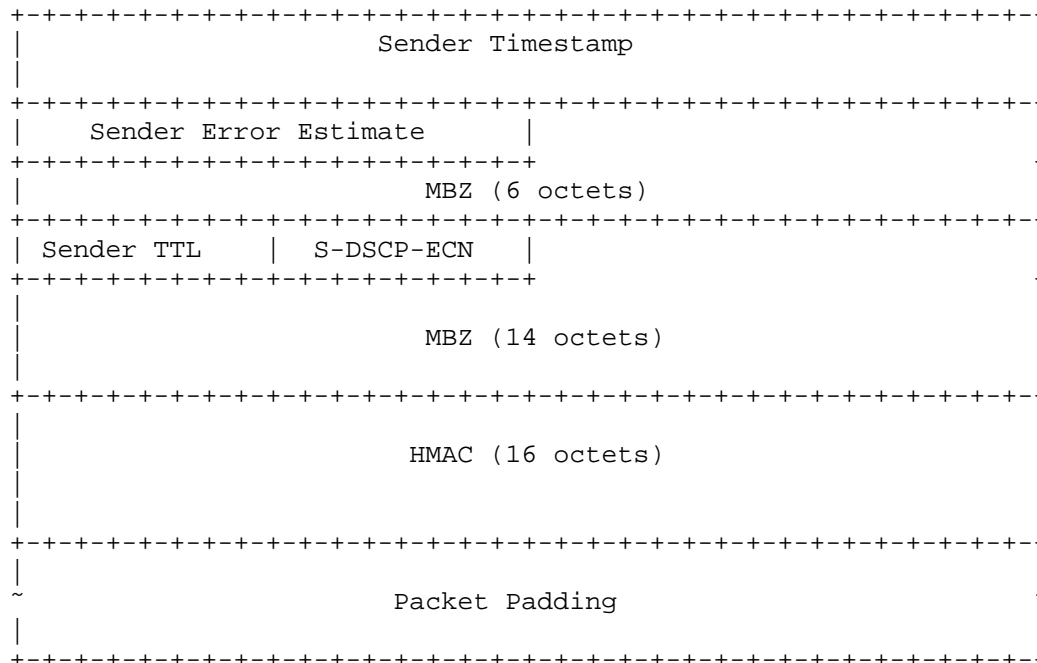 Sender Timestamp
Sender Error Estimate
MBZ (6 octets)
Sender TTL | S-DSCP-ECN
MBZ (14 octets)
HMAC (16 octets)
Packet Padding